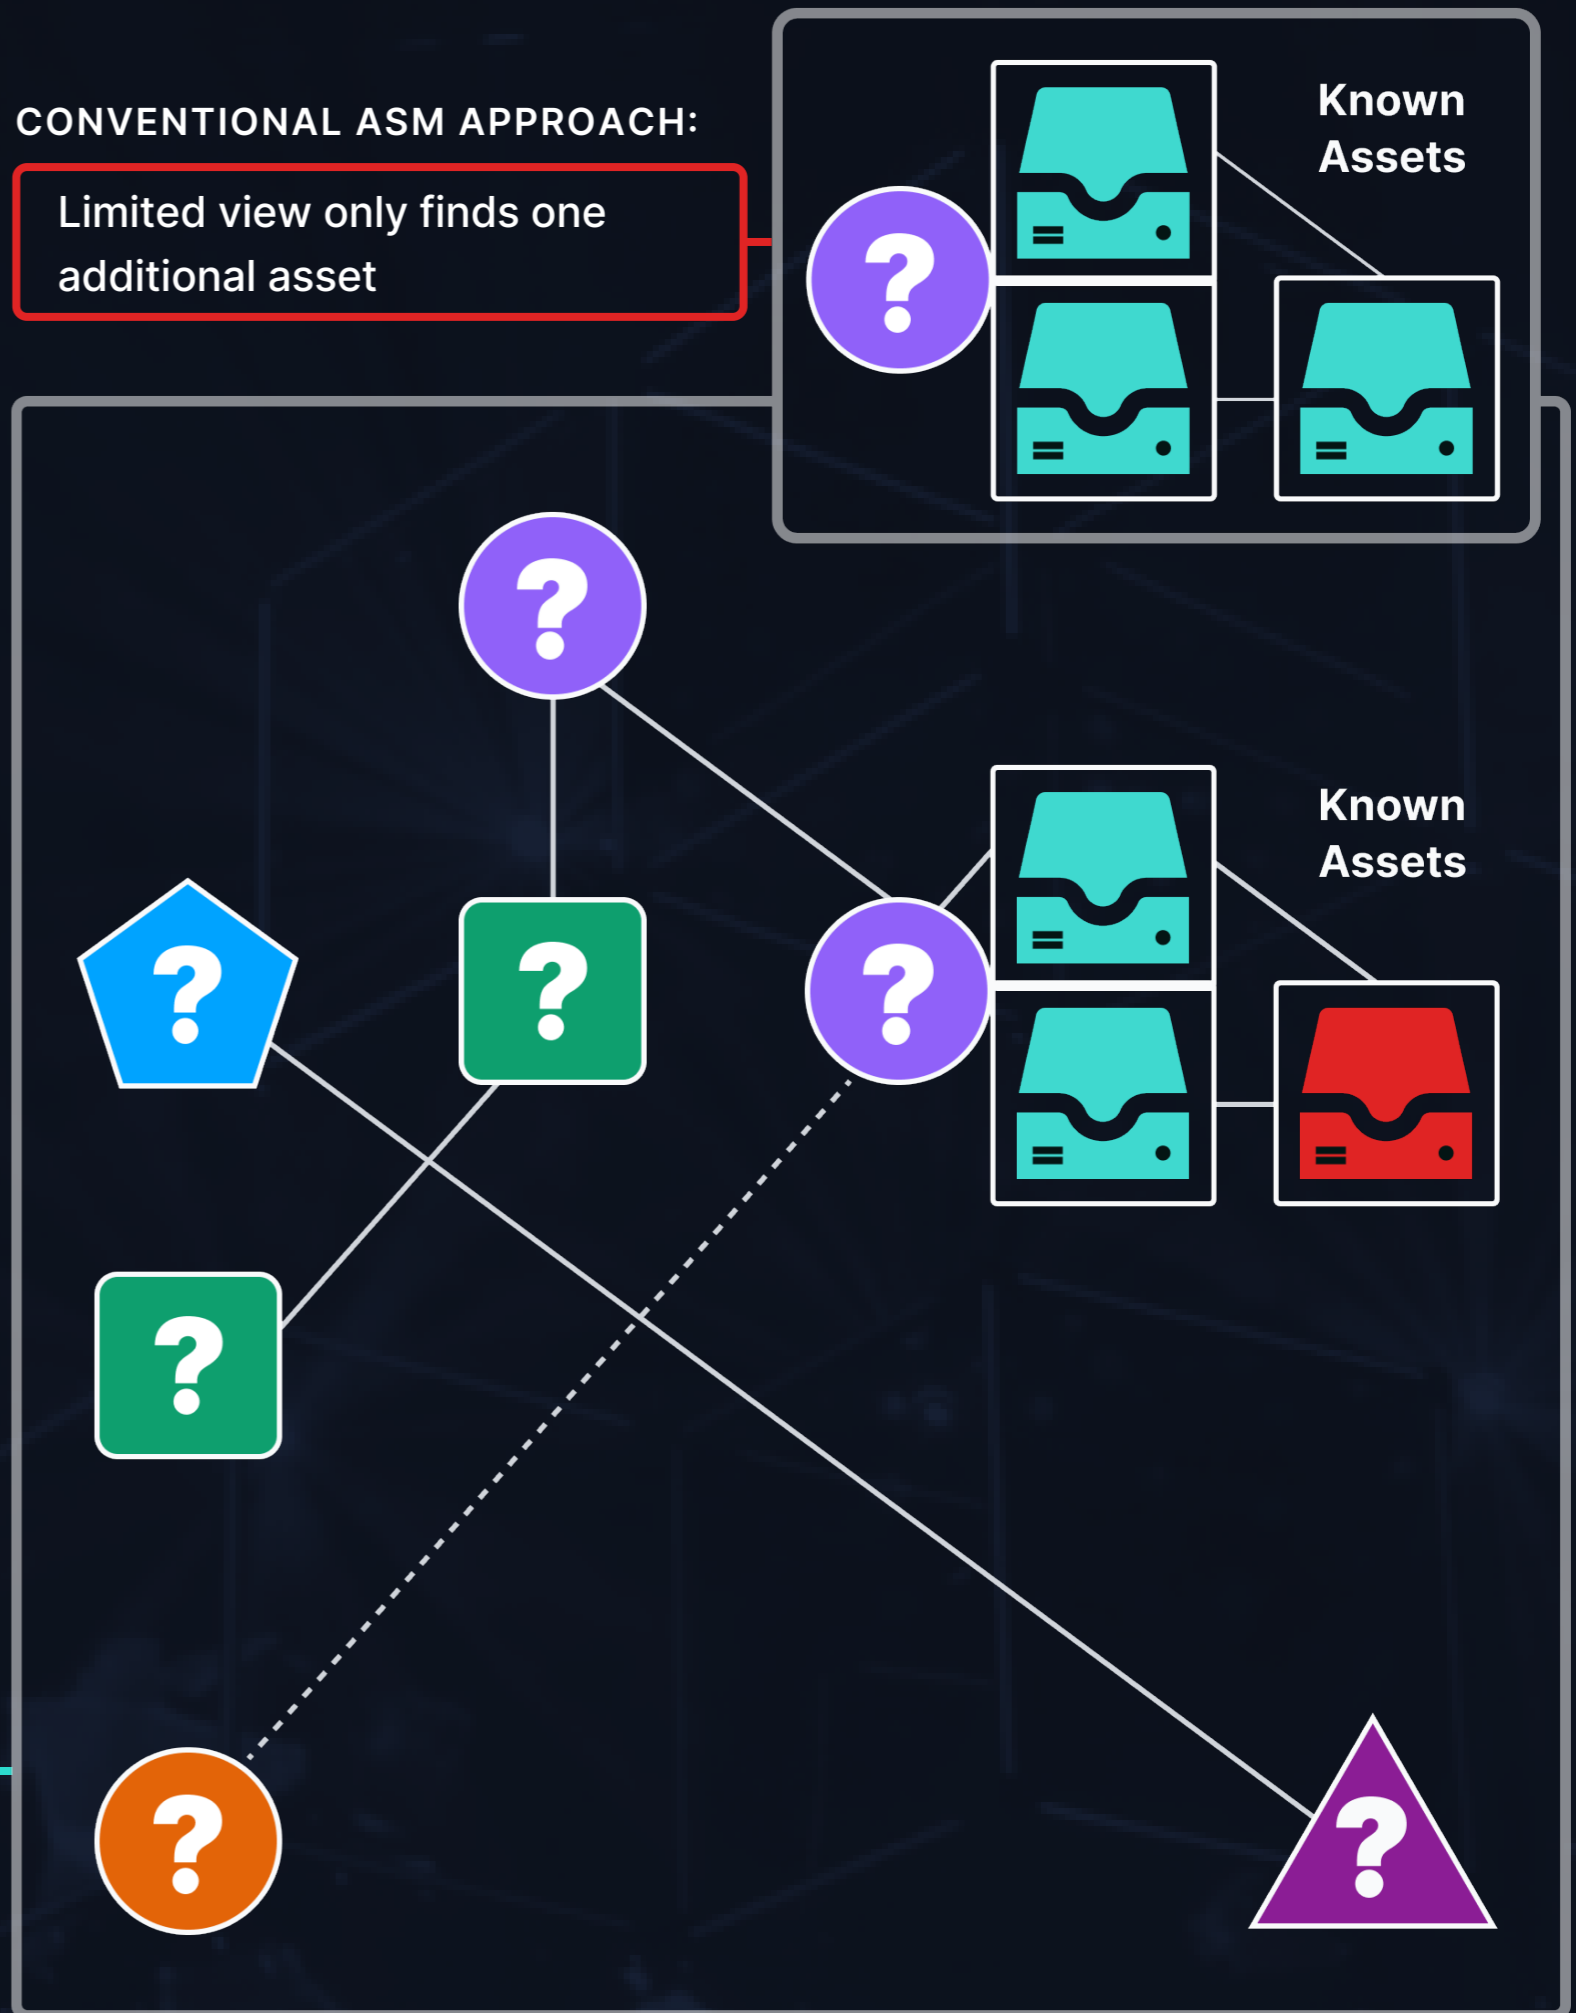 CONVENTIONAL ASM APPROACH:
Limited view only finds one
additional asset
Known
Assets
?
?
Known
Assets
?
?
?
?
?
?